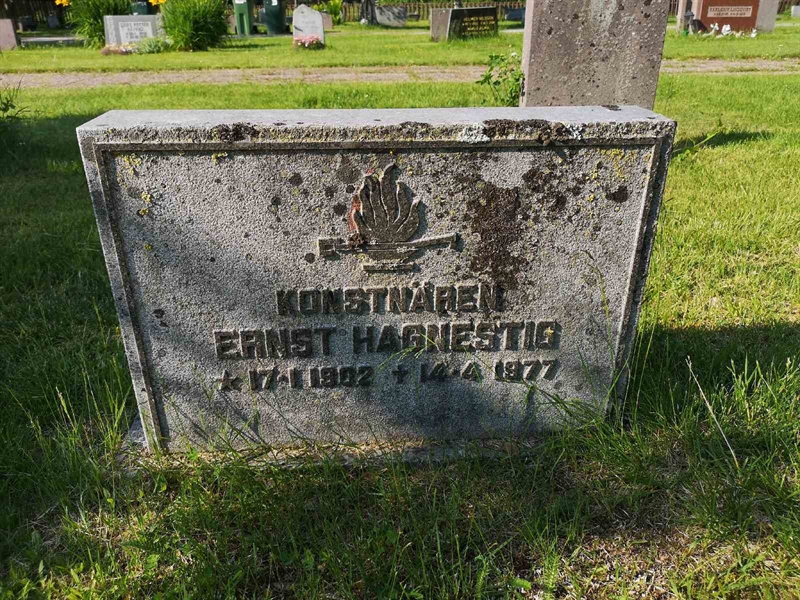 KONSTNÄREN
ERNST HAGNESTIG
★ 17·1 1902 † 14·4 1977